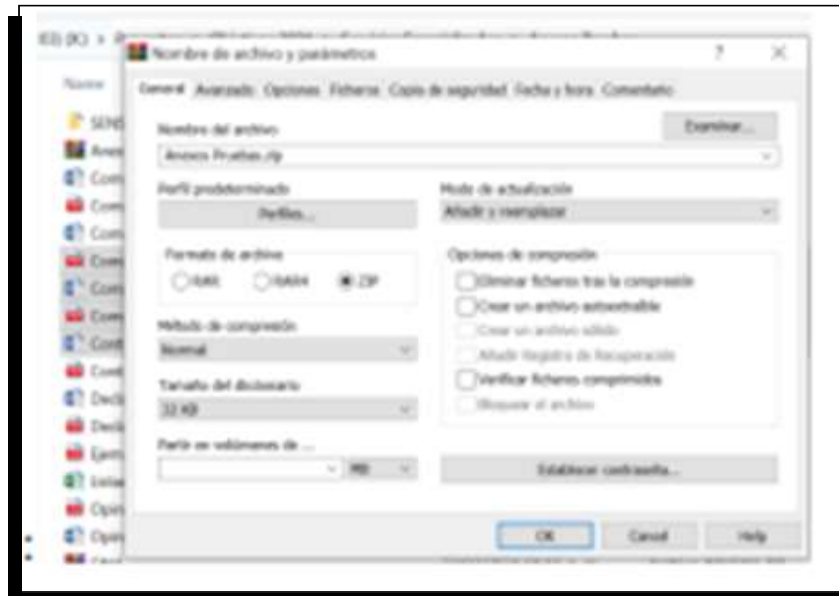 Name
Nombre de archivo y parámetros
? ×
General Avanzado Opciones Ficheros Copia de seguridad Fecha y hora Comentario
Nombre del archivo
Examinar...
Anexos Pruebas.zip
Perfil predeterminado
Perfiles...
Modo de actualización
Añadir y reemplazar
Formato de archivo
RAR RAR4 ZIP
Método de compresión
Normal
Tamaño del diccionario
32 KB
Partir en volúmenes de ...
MB
Opciones de compresión
Eliminar ficheros tras la compresión
Crear un archivo autoextraíble
Crear un archivo sólido
Añadir Registro de Recuperación
Verificar ficheros comprimidos
Bloquear el archivo
Establecer contraseña...
OK Cancel Help